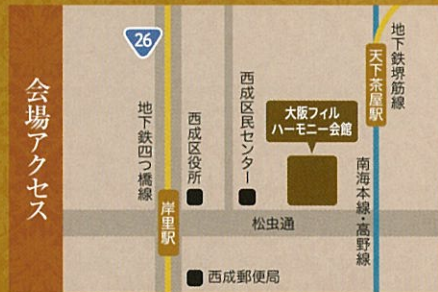 会場アクセス
26
地下鉄四つ橋線
岸里駅
西成区役所
西成区民センター
大阪フィル
ハーモニー会館
天下茶屋駅
地下鉄堺筋線
南海本線・高野線
松虫通
西成郵便局